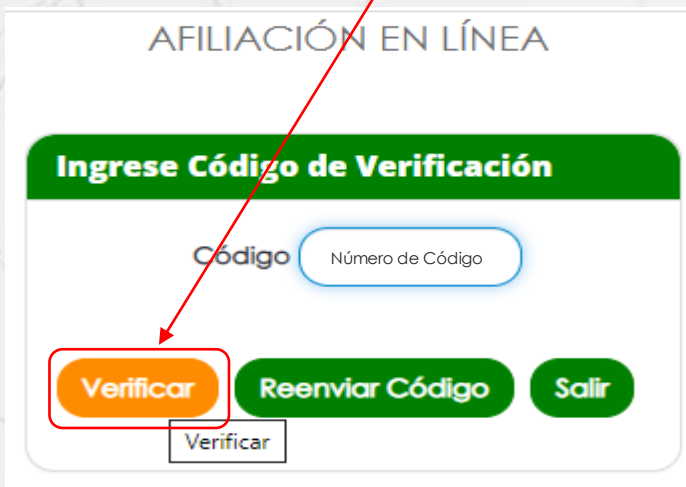 AFILIACIÓN EN LÍNEA
Ingrese Código de Verificación
Código Número de Código
Verificar Reenviar Código Salir
Verificar